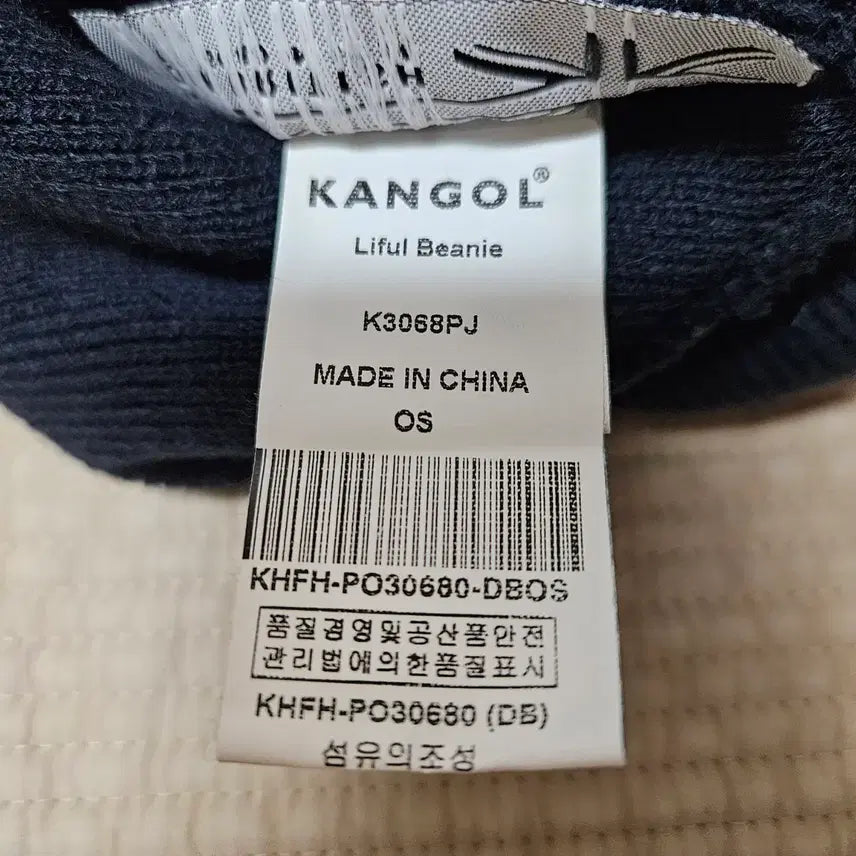 KANGOL®
Liful Beanie
K3068PJ
MADE IN CHINA
OS
KHFH-PO30680-DBOS
품질경영및공산품안전
관리법에의한품질표시
KHFH-PO30680 (DB)
섬유의조성